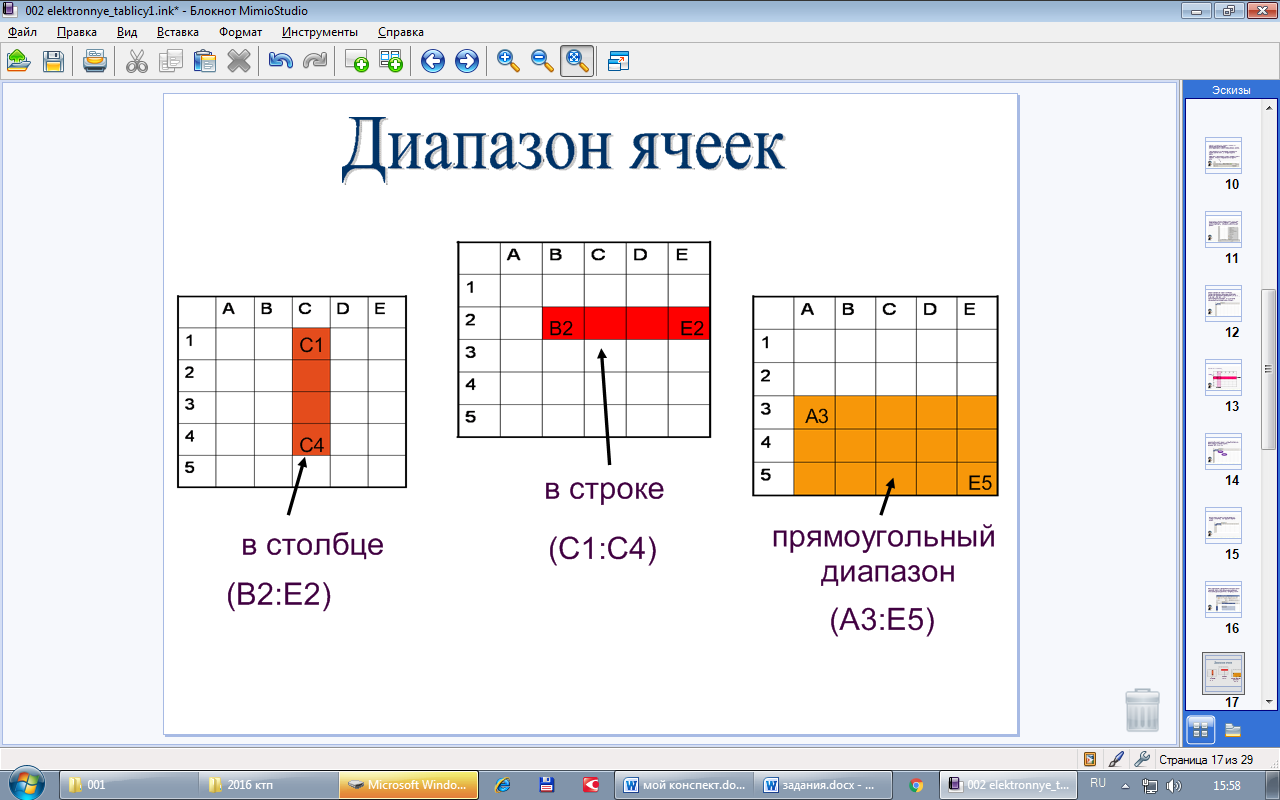 002 elektronnye_tablicy1.ink* - Блокнот MimioStudio
Файл Правка Вид Вставка Формат Инструменты Справка
Эскизы
Диапазон ячеек
A B C D E
1
2
3
4
5
C1
C4
в столбце
(B2:E2)
A B C D E
1
2
3
4
5
B2 E2
в строке
(C1:C4)
A B C D E
1
2
3
4
5
A3
E5
прямоугольный
диапазон
(A3:E5)
10
11
12
13
14
15
16
17
Страница 17 из 29
001
2016 ктп
Microsoft Windo...
мой конспект.do...
задания.docx - ...
002 elektronnye_t...
RU
15:58